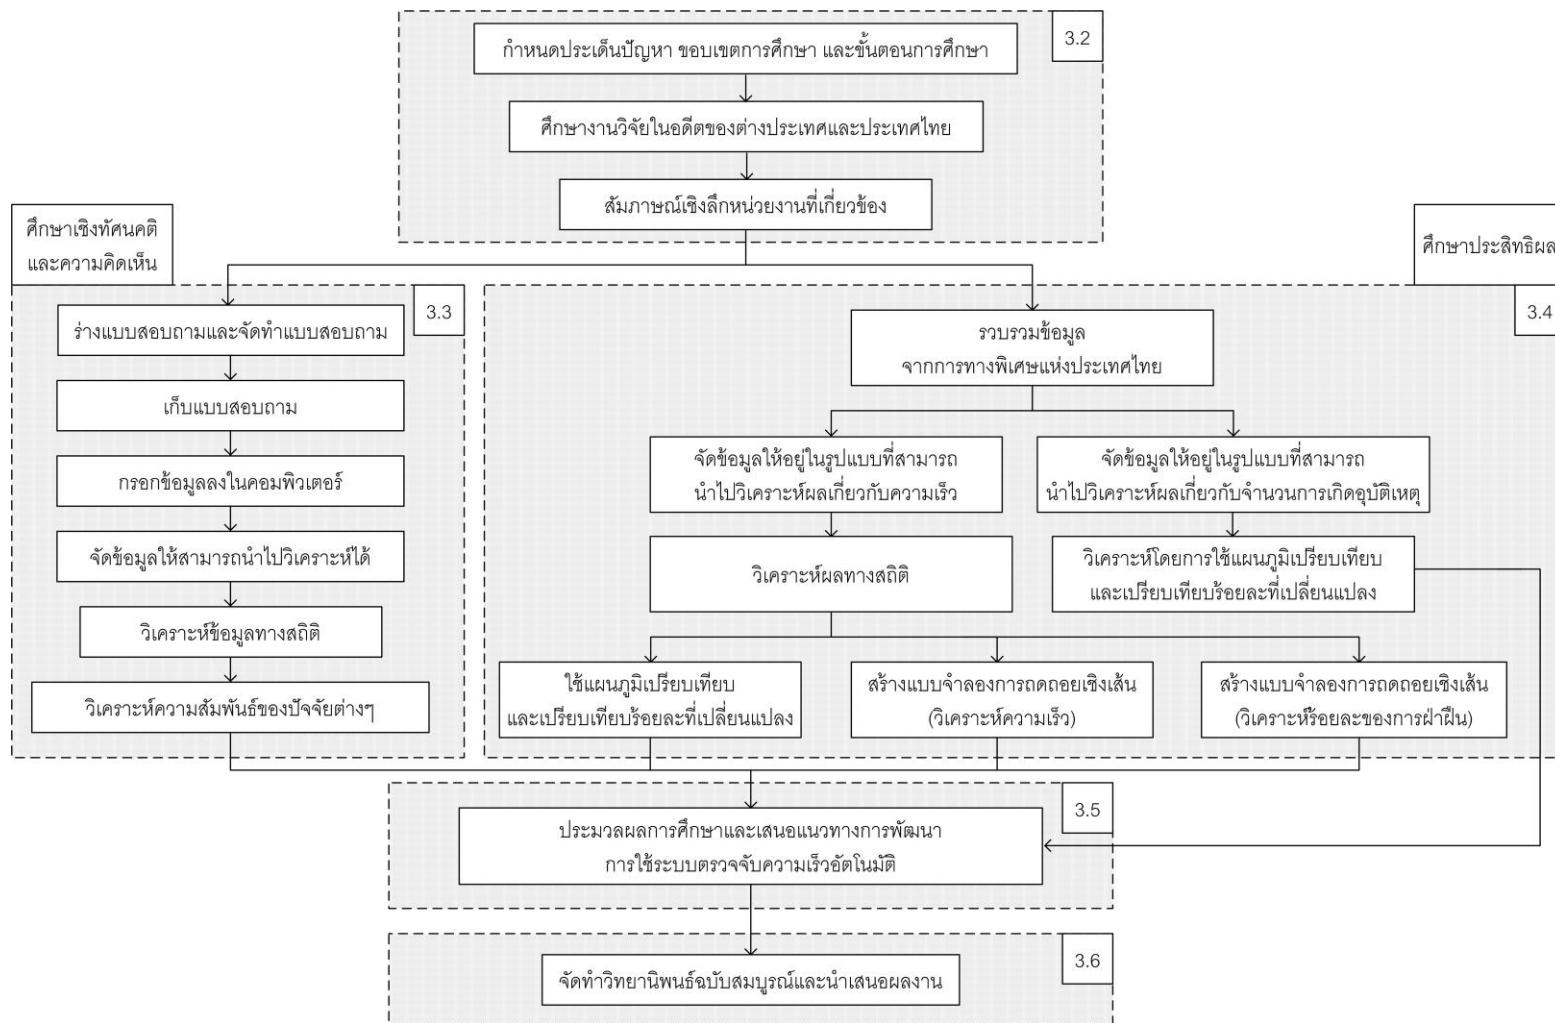 3.2
กำหนดประเด็นปัญหา ขอบเขตการศึกษา และขั้นตอนการศึกษา
ศึกษางานวิจัยในอดีตของต่างประเทศและประเทศไทย
สัมภาษณ์เชิงลึกหน่วยงานที่เกี่ยวข้อง
ศึกษาเชิงทัศนคติ
และความคิดเห็น
3.3
ร่างแบบสอบถามและจัดทำแบบสอบถาม
เก็บแบบสอบถาม
กรอกข้อมูลลงในคอมพิวเตอร์
จัดข้อมูลให้สามารถนำไปวิเคราะห์ได้
วิเคราะห์ข้อมูลทางสถิติ
วิเคราะห์ความสัมพันธ์ของปัจจัยต่างๆ
ศึกษาประสิทธิผล
3.4
รวบรวมข้อมูล
จากการทางพิเศษแห่งประเทศไทย
จัดข้อมูลให้อยู่ในรูปแบบที่สามารถ
นำไปวิเคราะห์ผลเกี่ยวกับความเร็ว
จัดข้อมูลให้อยู่ในรูปแบบที่สามารถ
นำไปวิเคราะห์ผลเกี่ยวกับจำนวนการเกิดอุบัติเหตุ
วิเคราะห์ผลทางสถิติ
วิเคราะห์โดยการใช้แผนภูมิเปรียบเทียบ
และเปรียบเทียบร้อยละที่เปลี่ยนแปลง
ใช้แผนภูมิเปรียบเทียบ
และเปรียบเทียบร้อยละที่เปลี่ยนแปลง
สร้างแบบจำลองการถดถอยเชิงเส้น
(วิเคราะห์ความเร็ว)
สร้างแบบจำลองการถดถอยเชิงเส้น
(วิเคราะห์ร้อยละของการฝ่าฝืน)
3.5
ประมวลผลการศึกษาและเสนอแนวทางการพัฒนา
การใช้ระบบตรวจจับความเร็วอัตโนมัติ
3.6
จัดทำวิทยานิพนธ์ฉบับสมบูรณ์และนำเสนอผลงาน